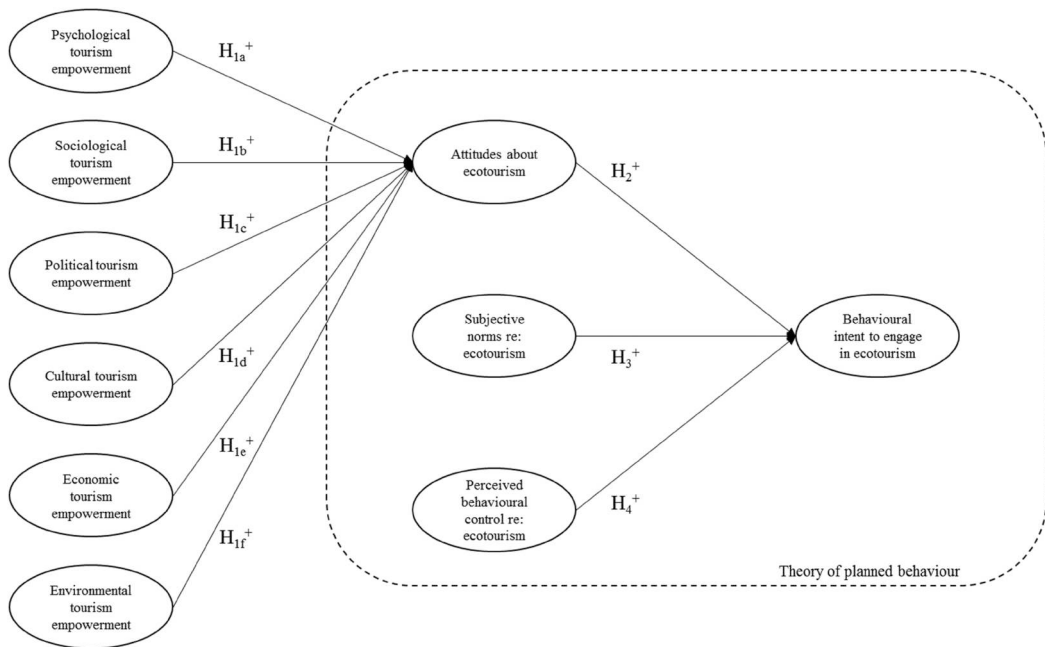 Psychological
tourism
empowerment
H1a+
Sociological
tourism
empowerment
H1b+
Political tourism
empowerment
H1c+
Cultural tourism
empowerment
H1d+
Economic
tourism
empowerment
H1e+
Environmental
tourism
empowerment
H1f+
Attitudes about
ecotourism
H2+
Subjective
norms re:
ecotourism
H3+
Perceived
behavioural
control re:
ecotourism
H4+
Behavioural
intent to engage
in ecotourism
Theory of planned behaviour